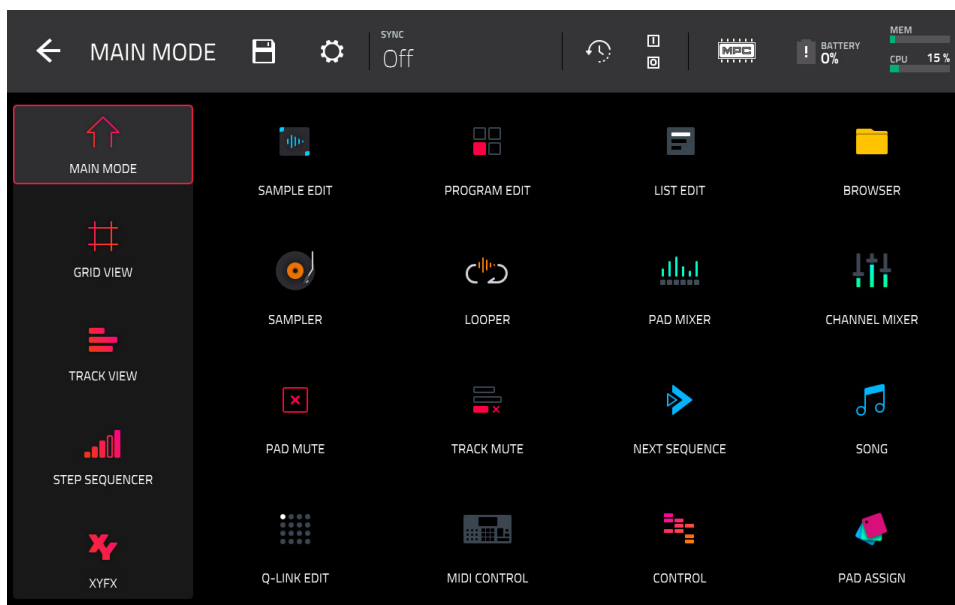 MAIN MODE
SYNC
Off
I
O
MPC
!
BATTERY
0%
MEM
CPU 15 %
MAIN MODE
SAMPLE EDIT
PROGRAM EDIT
LIST EDIT
BROWSER
GRID VIEW
SAMPLER
LOOPER
PAD MIXER
CHANNEL MIXER
TRACK VIEW
PAD MUTE
TRACK MUTE
NEXT SEQUENCE
SONG
STEP SEQUENCER
XY
XYFX
Q-LINK EDIT
MIDI CONTROL
CONTROL
PAD ASSIGN